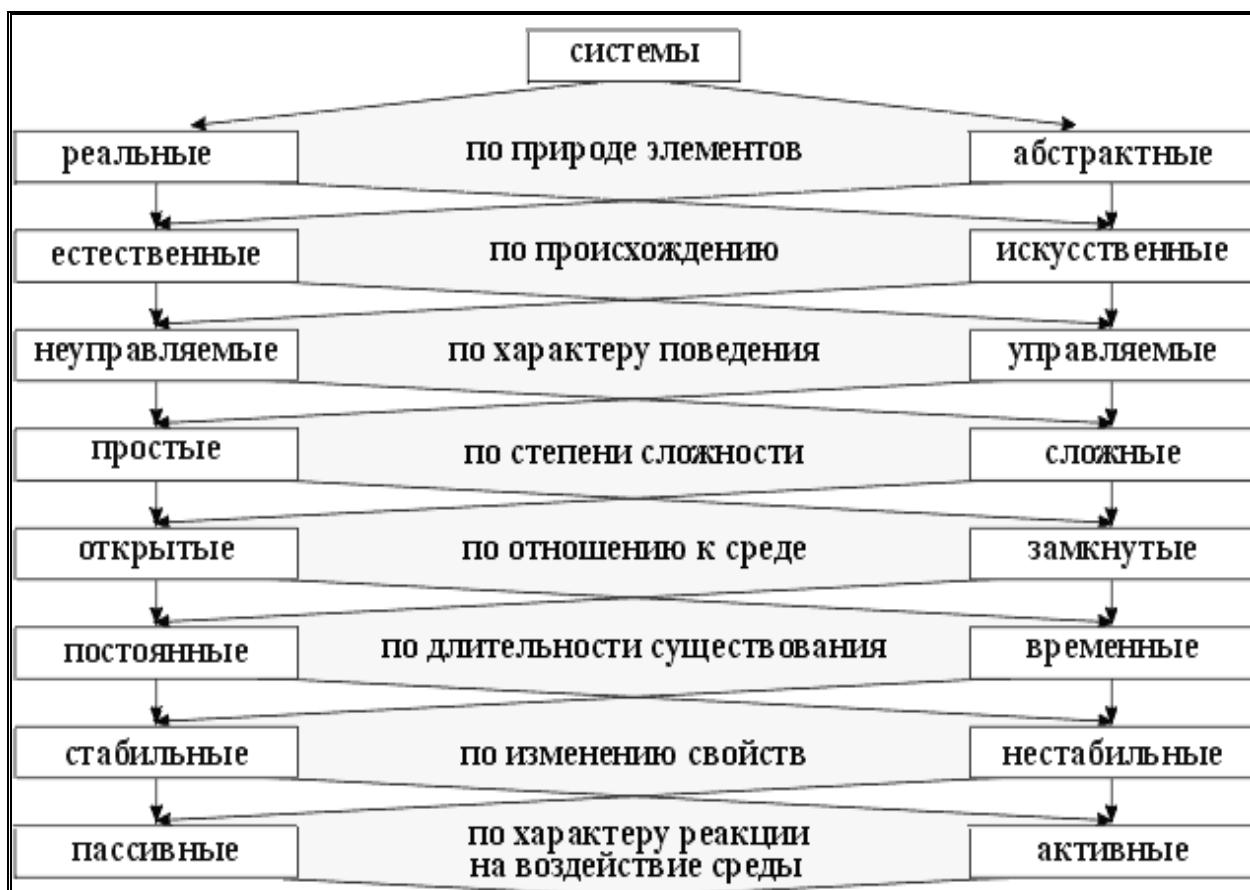 системы
реальные по природе элементов абстрактные
естественные по происхождению искусственные
неуправляемые по характеру поведения управляемые
простые по степени сложности сложные
открытые по отношению к среде замкнутые
постоянные по длительности существования временные
стабильные по изменению свойств нестабильные
пассивные по характеру реакции активные
на воздействие среды